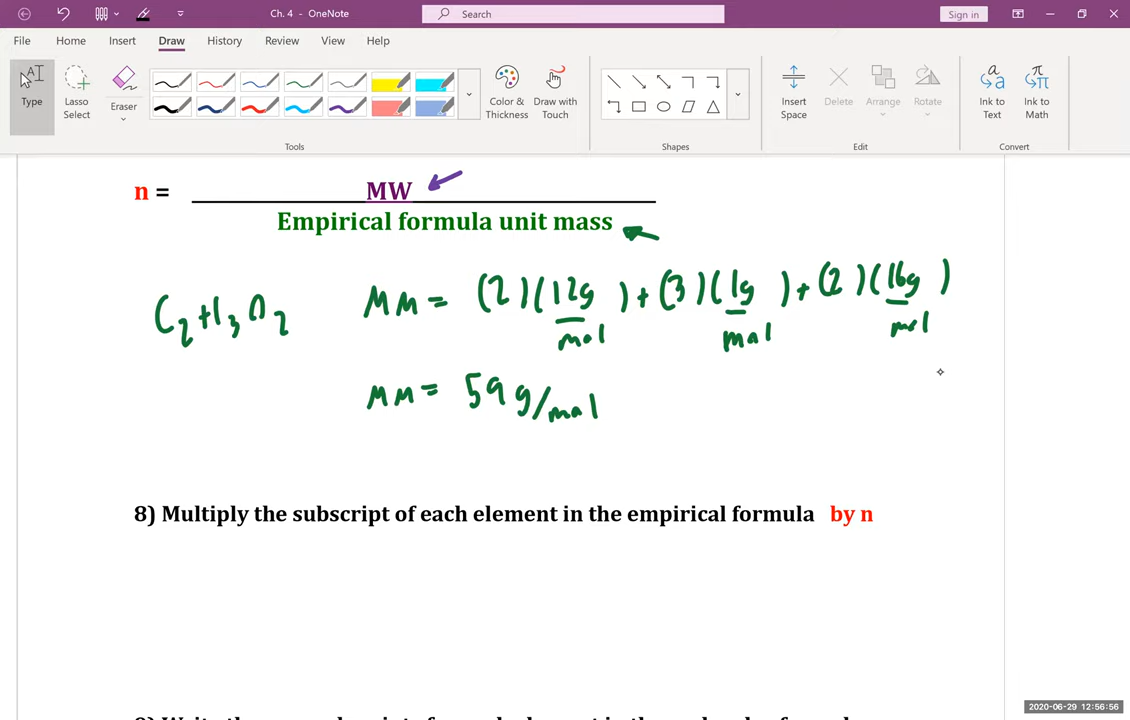 Ch. 4 - OneNote
Search
Sign in
File Home Insert Draw History Review View Help
Type
Lasso Select
Eraser
Color & Thickness
Draw with Touch
Insert Space
Delete
Arrange
Rotate
Ink to Text
Ink to Math
Tools
Shapes
Edit
Convert
n = MW
Empirical formula unit mass
C2H3O2 MM = (2)(12g/mol) + (3)(1g/mol) + (2)(16g/mol)
MM = 59 g/mol
8) Multiply the subscript of each element in the empirical formula by n
2020-06-29 12:56:56